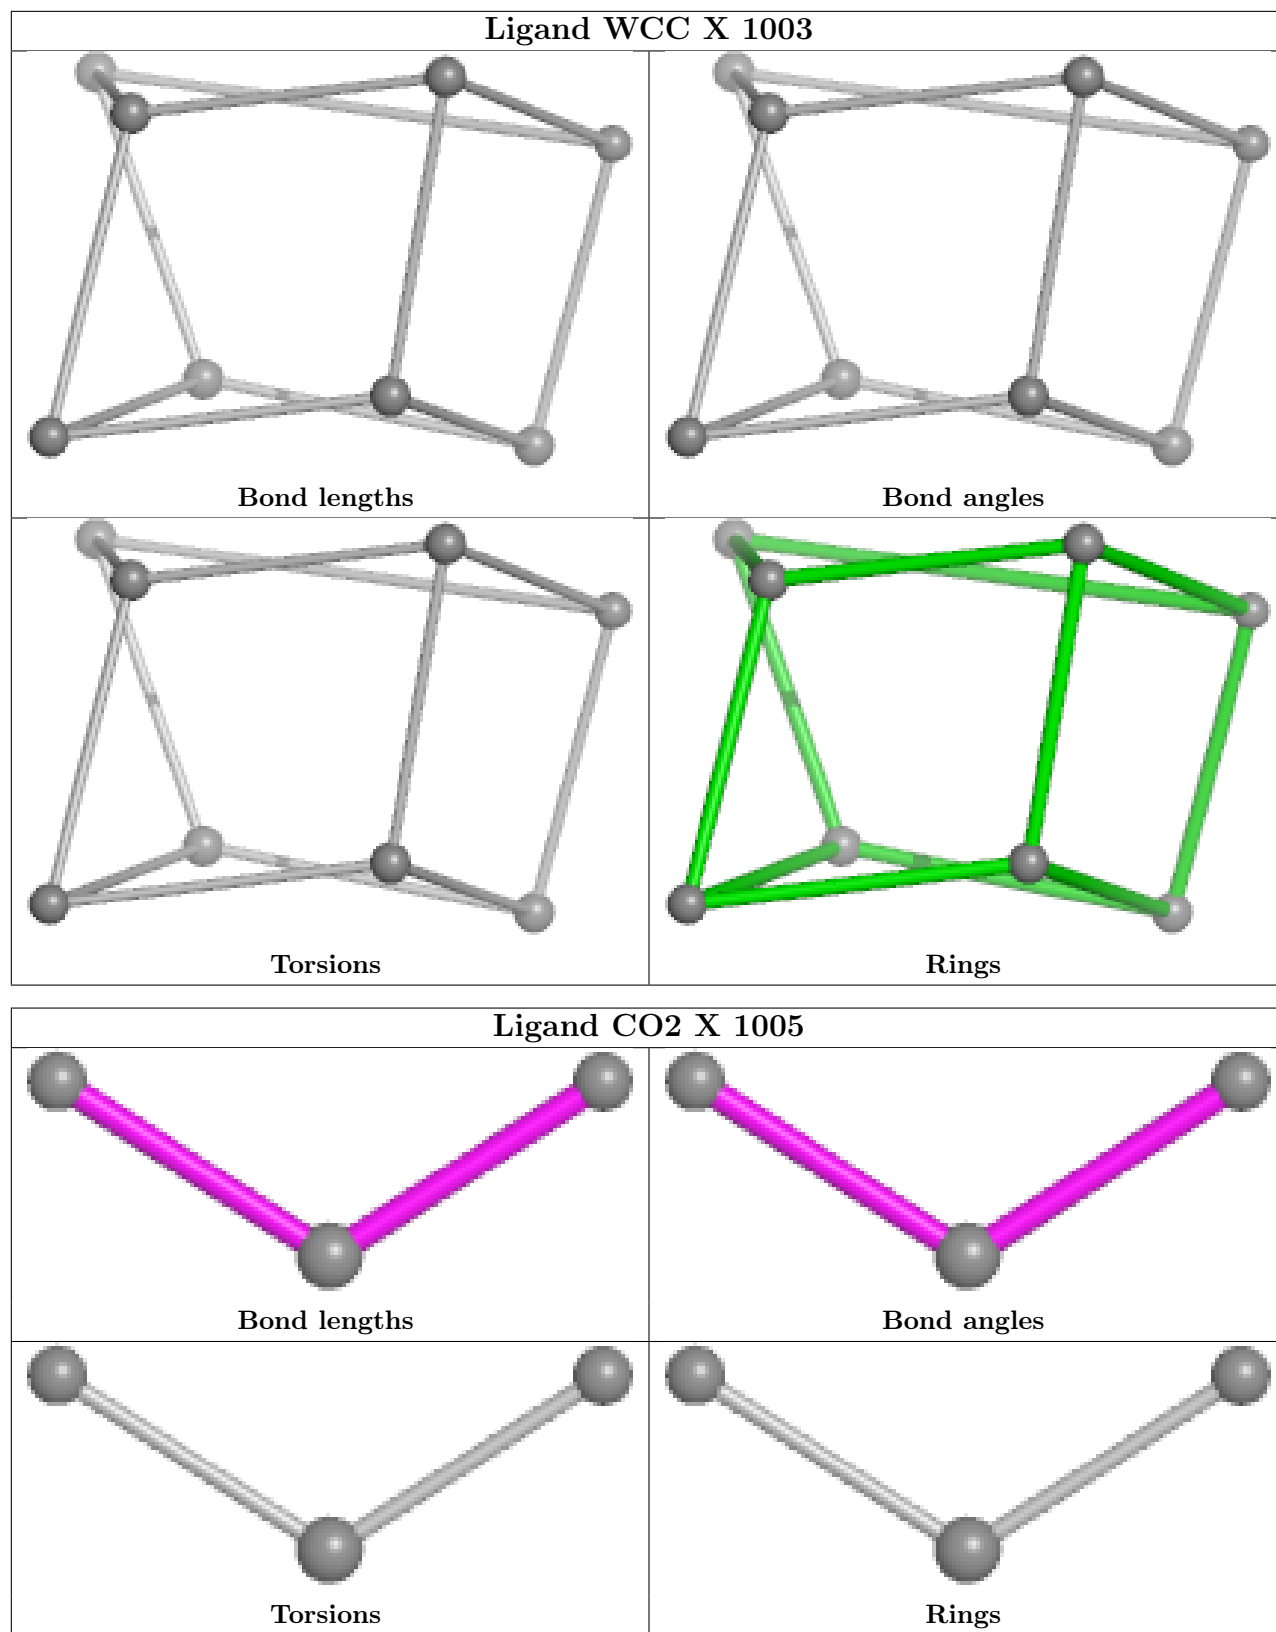 Ligand WCC X 1003
Bond lengths
Bond angles
Torsions
Rings
Ligand CO2 X 1005
Bond lengths
Bond angles
Torsions
Rings